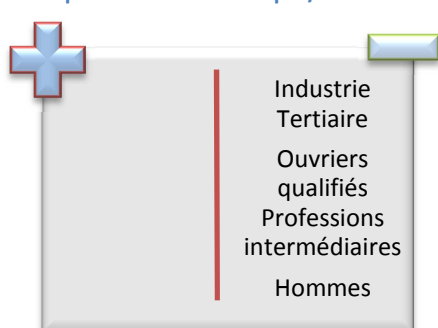 Industrie
Tertiaire
Ouvriers
qualifiés
Professions
intermédiaires
Hommes